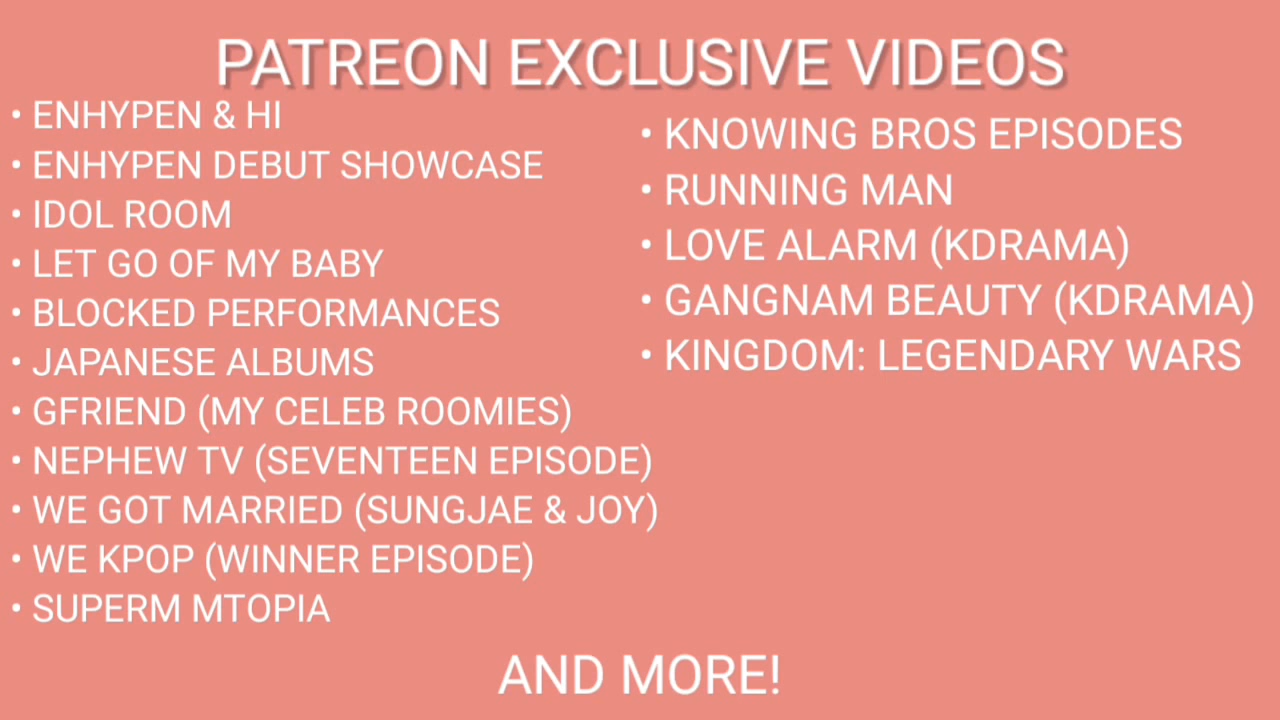 PATREON EXCLUSIVE VIDEOS
• ENHYPEN & HI
• ENHYPEN DEBUT SHOWCASE
• IDOL ROOM
• LET GO OF MY BABY
• BLOCKED PERFORMANCES
• JAPANESE ALBUMS
• GFRIEND (MY CELEB ROOMIES)
• NEPHEW TV (SEVENTEEN EPISODE)
• WE GOT MARRIED (SUNGJAE & JOY)
• WE KPOP (WINNER EPISODE)
• SUPERM MTOPIA
• KNOWING BROS EPISODES
• RUNNING MAN
• LOVE ALARM (KDRAMA)
• GANGNAM BEAUTY (KDRAMA)
• KINGDOM: LEGENDARY WARS
AND MORE!